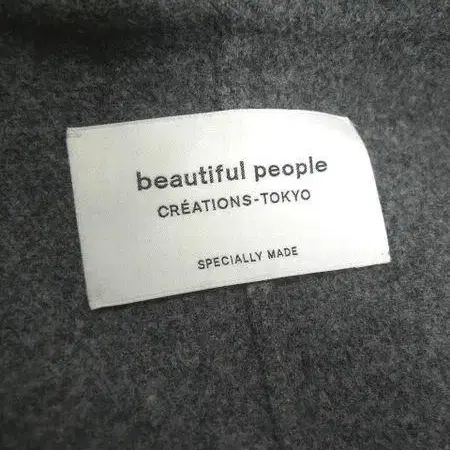 beautiful people
CRÉATIONS-TOKYO
SPECIALLY MADE